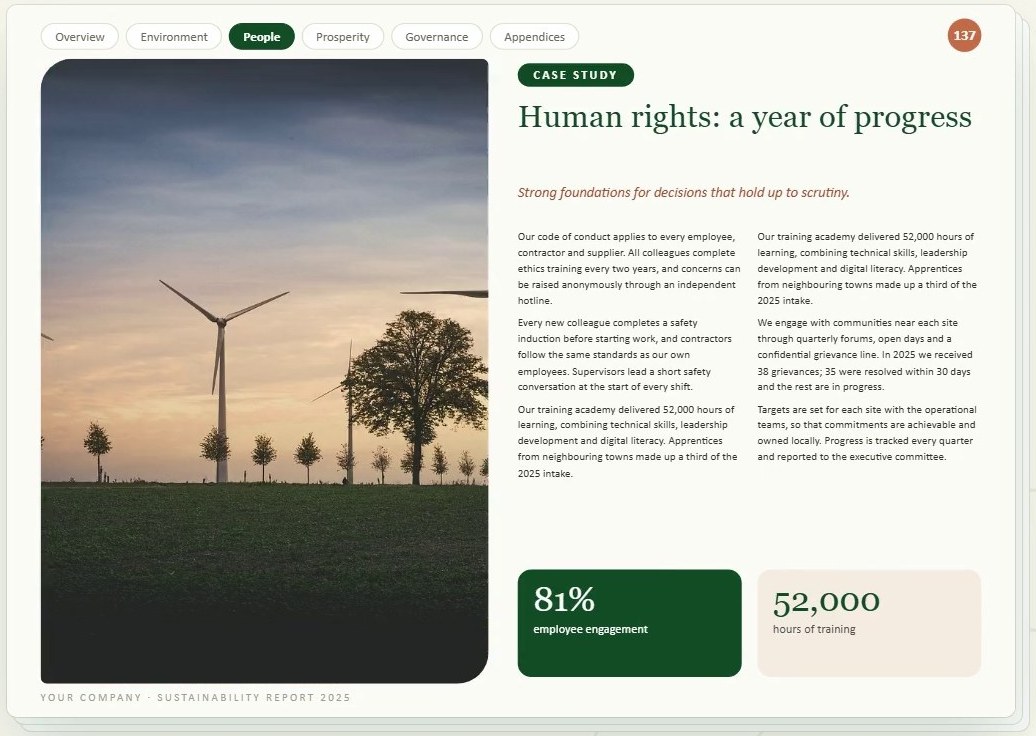 Overview
Environment
People
Prosperity
Governance
Appendices
137
CASE STUDY
Human rights: a year of progress
Strong foundations for decisions that hold up to scrutiny.
Our code of conduct applies to every employee,
contractor and supplier. All colleagues complete
ethics training every two years, and concerns can
be raised anonymously through an independent
hotline.
Every new colleague completes a safety
induction before starting work, and contractors
follow the same standards as our own
employees. Supervisors lead a short safety
conversation at the start of every shift.
Our training academy delivered 52,000 hours of
learning, combining technical skills, leadership
development and digital literacy. Apprentices
from neighbouring towns made up a third of the
2025 intake.
Our training academy delivered 52,000 hours of
learning, combining technical skills, leadership
development and digital literacy. Apprentices
from neighbouring towns made up a third of the
2025 intake.
We engage with communities near each site
through quarterly forums, open days and a
confidential grievance line. In 2025 we received
38 grievances; 35 were resolved within 30 days
and the rest are in progress.
Targets are set for each site with the operational
teams, so that commitments are achievable and
owned locally. Progress is tracked every quarter
and reported to the executive committee.
81%
employee engagement
52,000
hours of training
YOUR COMPANY · SUSTAINABILITY REPORT 2025